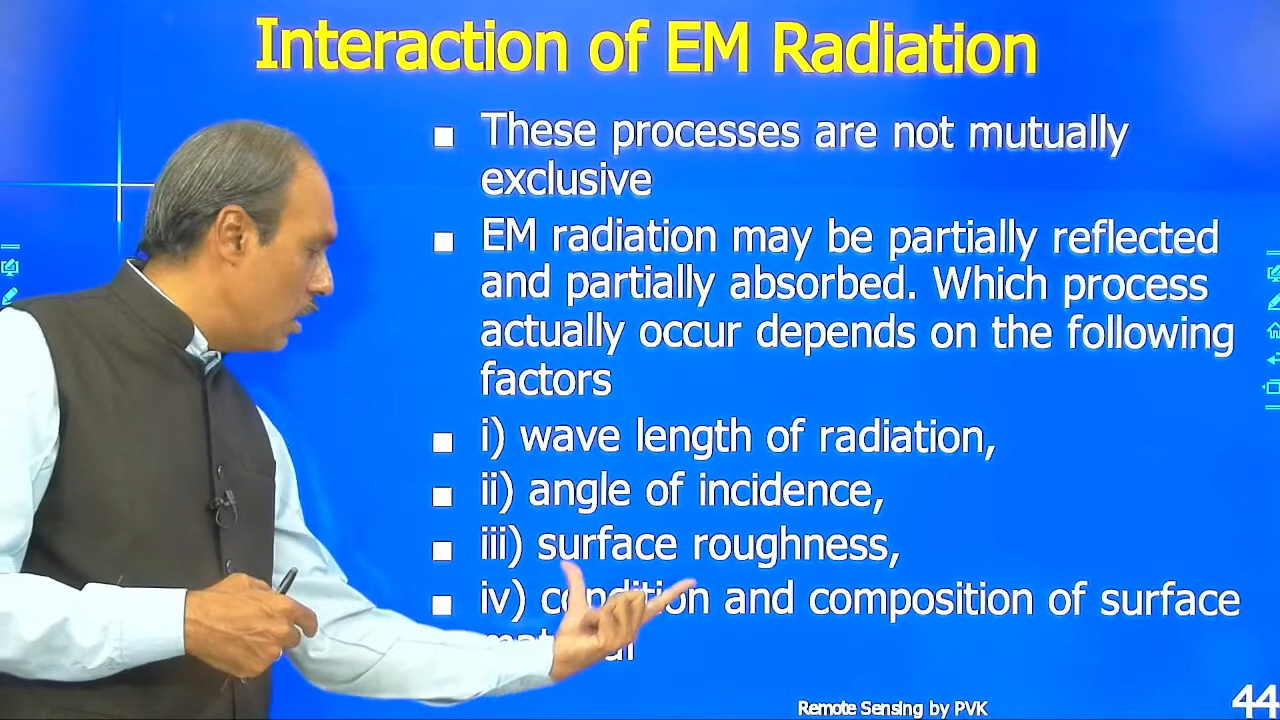 Interaction of EM Radiation
■ These processes are not mutually
exclusive
■ EM radiation may be partially reflected
and partially absorbed. Which process
actually occur depends on the following
factors
■ i) wave length of radiation,
■ ii) angle of incidence,
■ iii) surface roughness,
■ iv) condition and composition of surface
material
Remote Sensing by PVK
44